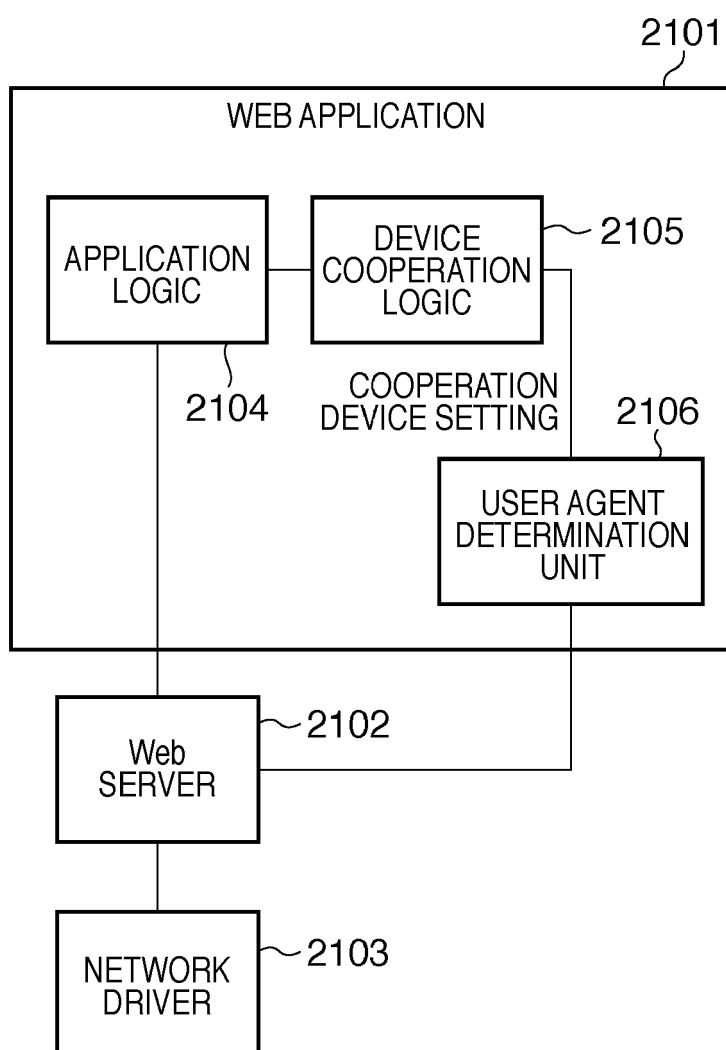 2101
WEB APPLICATION
APPLICATION
LOGIC
2104
DEVICE
COOPERATION
LOGIC
2105
COOPERATION
DEVICE SETTING
2106
USER AGENT
DETERMINATION
UNIT
Web
SERVER
2102
NETWORK
DRIVER
2103